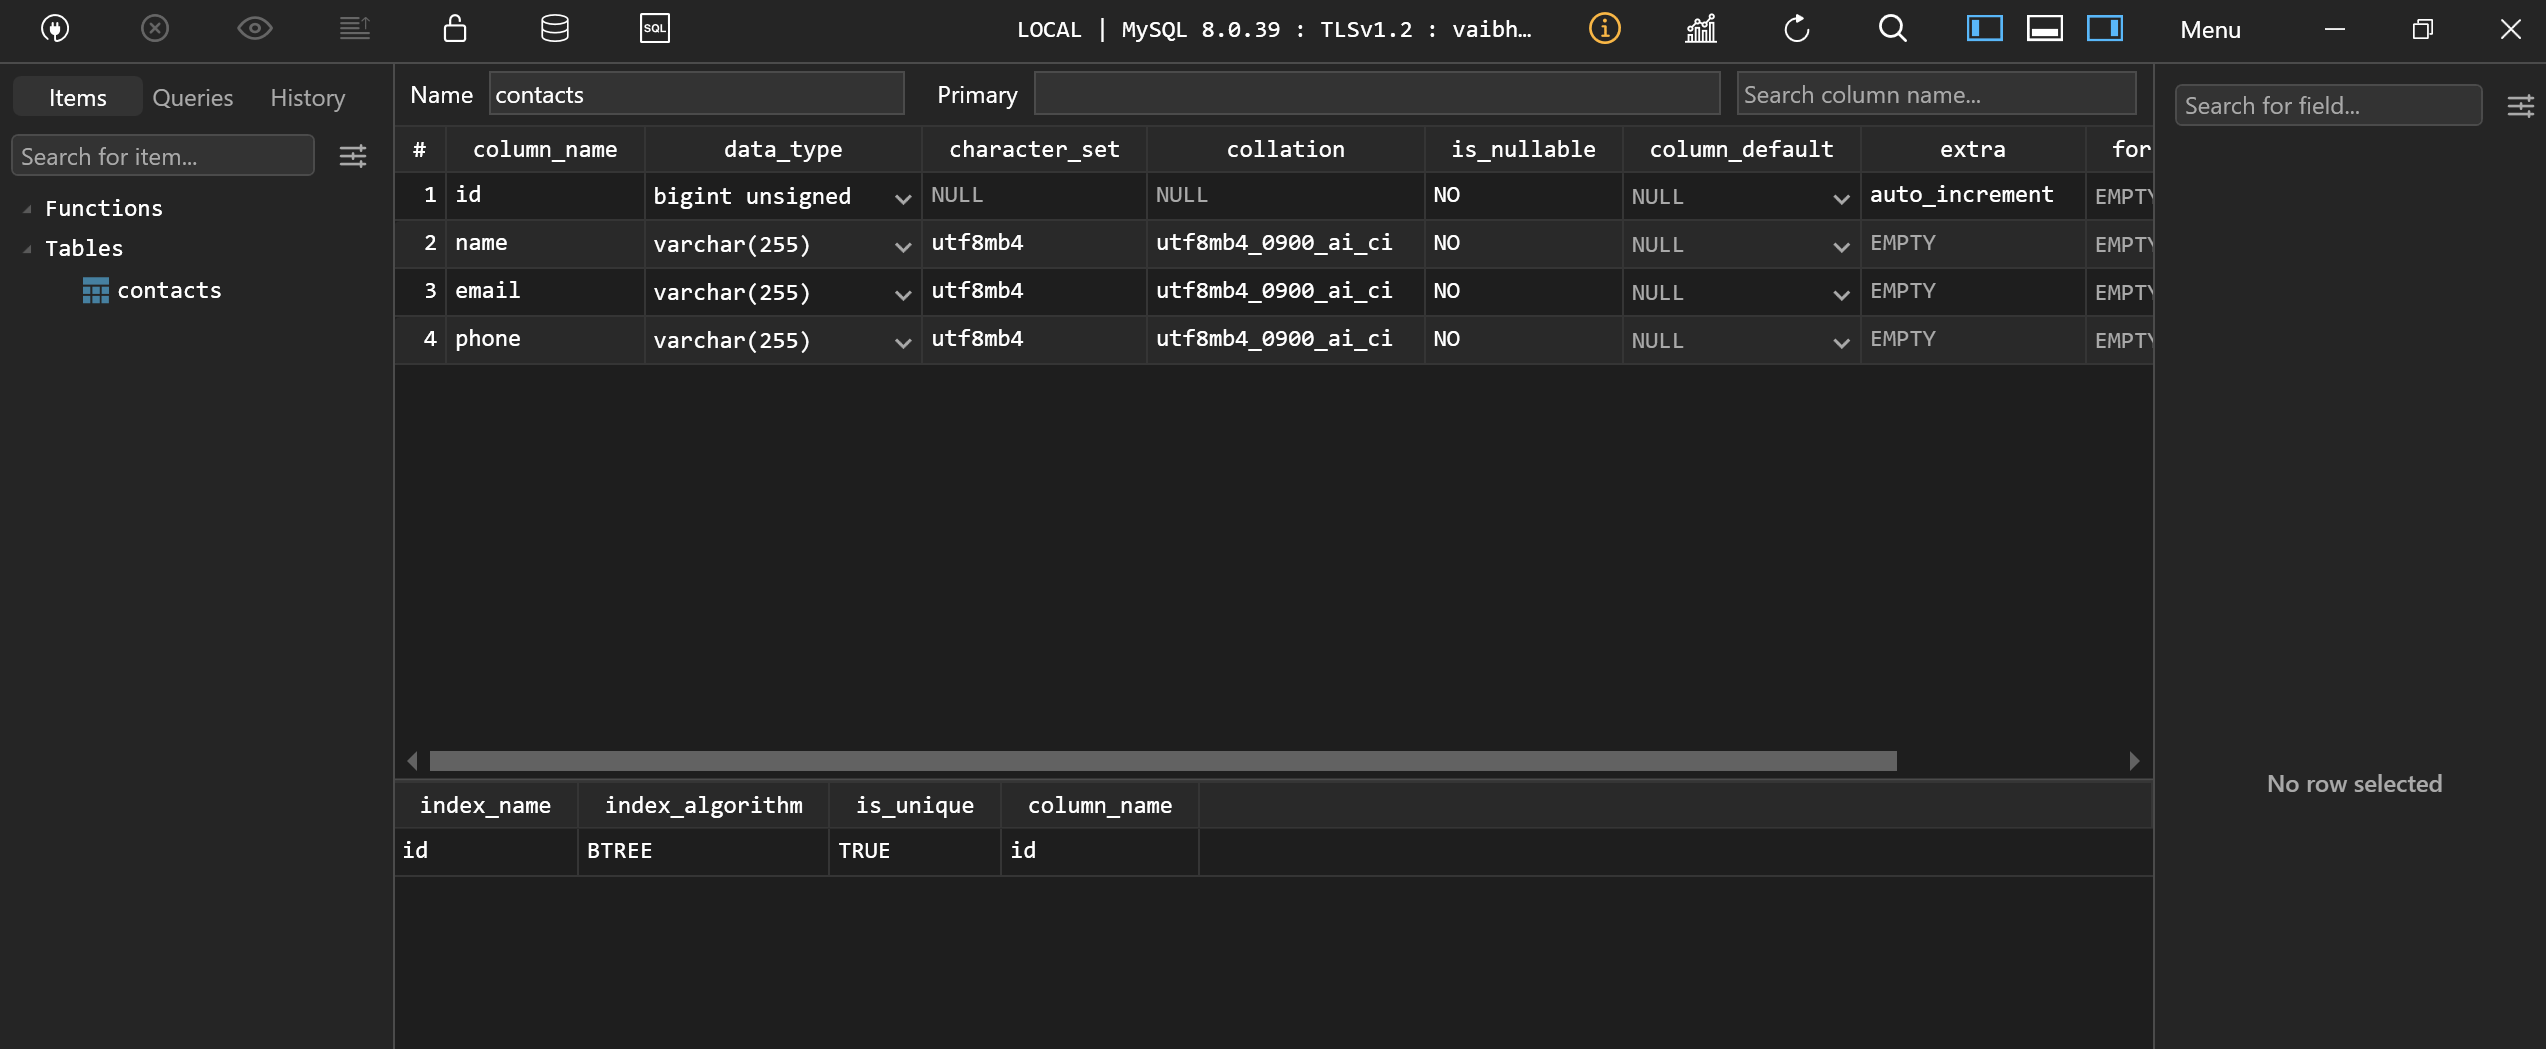 SQL LOCAL | MySQL 8.0.39 : TLSv1.2 : vaibh... Menu
Items Queries History
Name contacts Primary Search column name...
Search for field...
Search for item...
# column_name data_type character_set collation is_nullable column_default extra for
1 id bigint unsigned NULL NULL NO NULL auto_increment EMPTY
2 name varchar(255) utf8mb4 utf8mb4_0900_ai_ci NO NULL EMPTY EMPTY
3 email varchar(255) utf8mb4 utf8mb4_0900_ai_ci NO NULL EMPTY EMPTY
4 phone varchar(255) utf8mb4 utf8mb4_0900_ai_ci NO NULL EMPTY EMPTY
Functions
Tables
contacts
index_name index_algorithm is_unique column_name
id BTREE TRUE id
No row selected